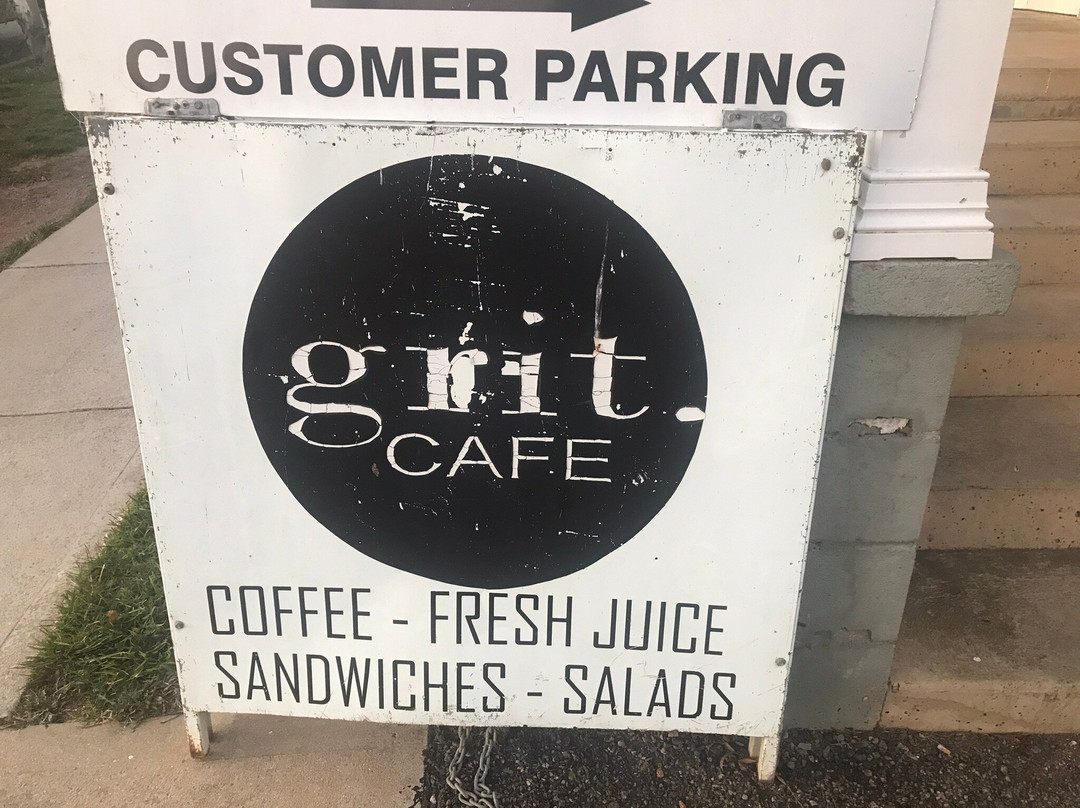 CUSTOMER PARKING
grit.
CAFE
COFFEE - FRESH JUICE
SANDWICHES - SALADS